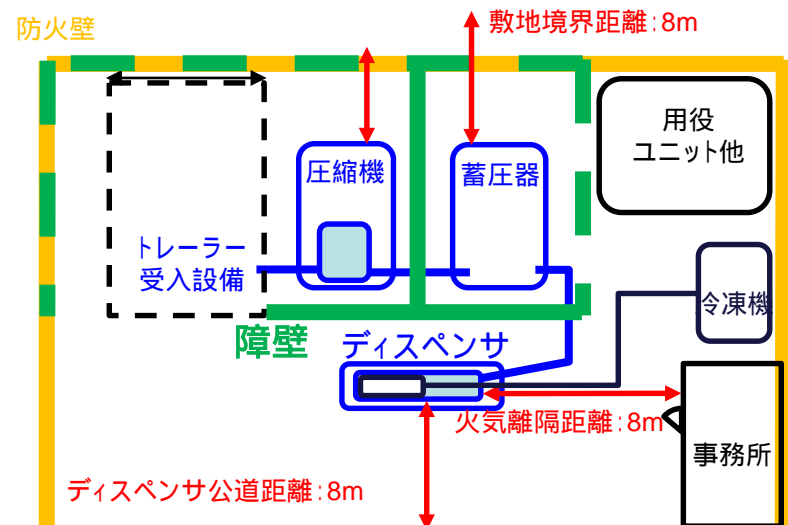 防火壁
敷地境界距離:8m
用役
ユニット他
圧縮機
蓄圧器
トレーラー
受入設備
冷凍機
障壁
ディスペンサ
火気離隔距離:8m
事務所
ディスペンサ公道距離:8m